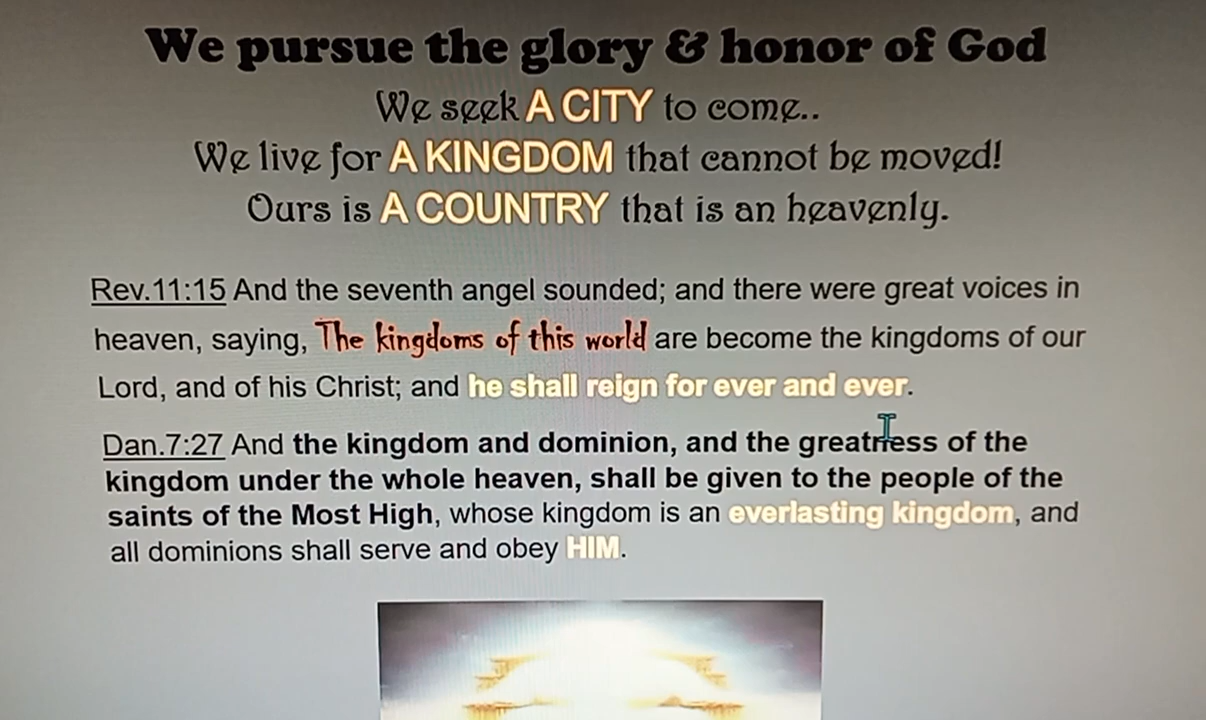 We pursue the glory & honor of God
We seek A CITY to come..
We live for A KINGDOM that cannot be moved!
Ours is A COUNTRY that is an heavenly.
Rev.11:15 And the seventh angel sounded; and there were great voices in
heaven, saying, The kingdoms of this world are become the kingdoms of our
Lord, and of his Christ; and he shall reign for ever and ever.
Dan.7:27 And the kingdom and dominion, and the greatness of the
kingdom under the whole heaven, shall be given to the people of the
saints of the Most High, whose kingdom is an everlasting kingdom, and
all dominions shall serve and obey HIM.